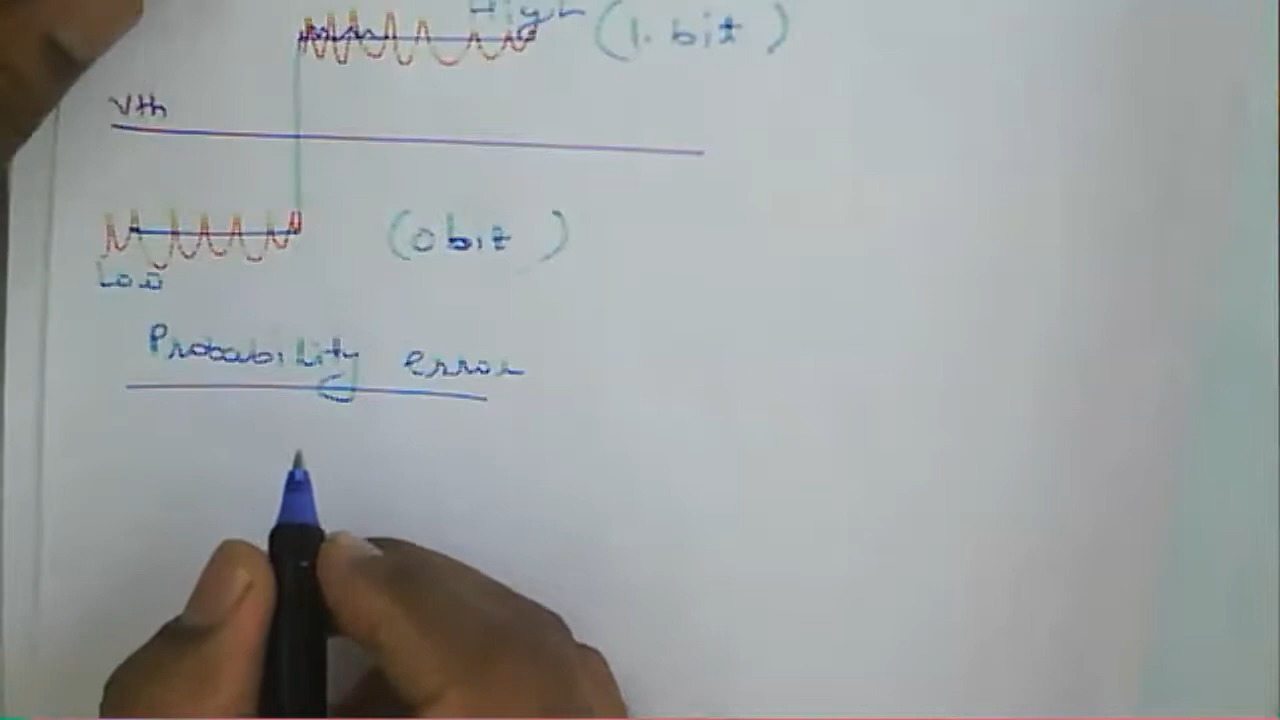 High (1. bit)
Vth
(0 bit)
Low
Probability error